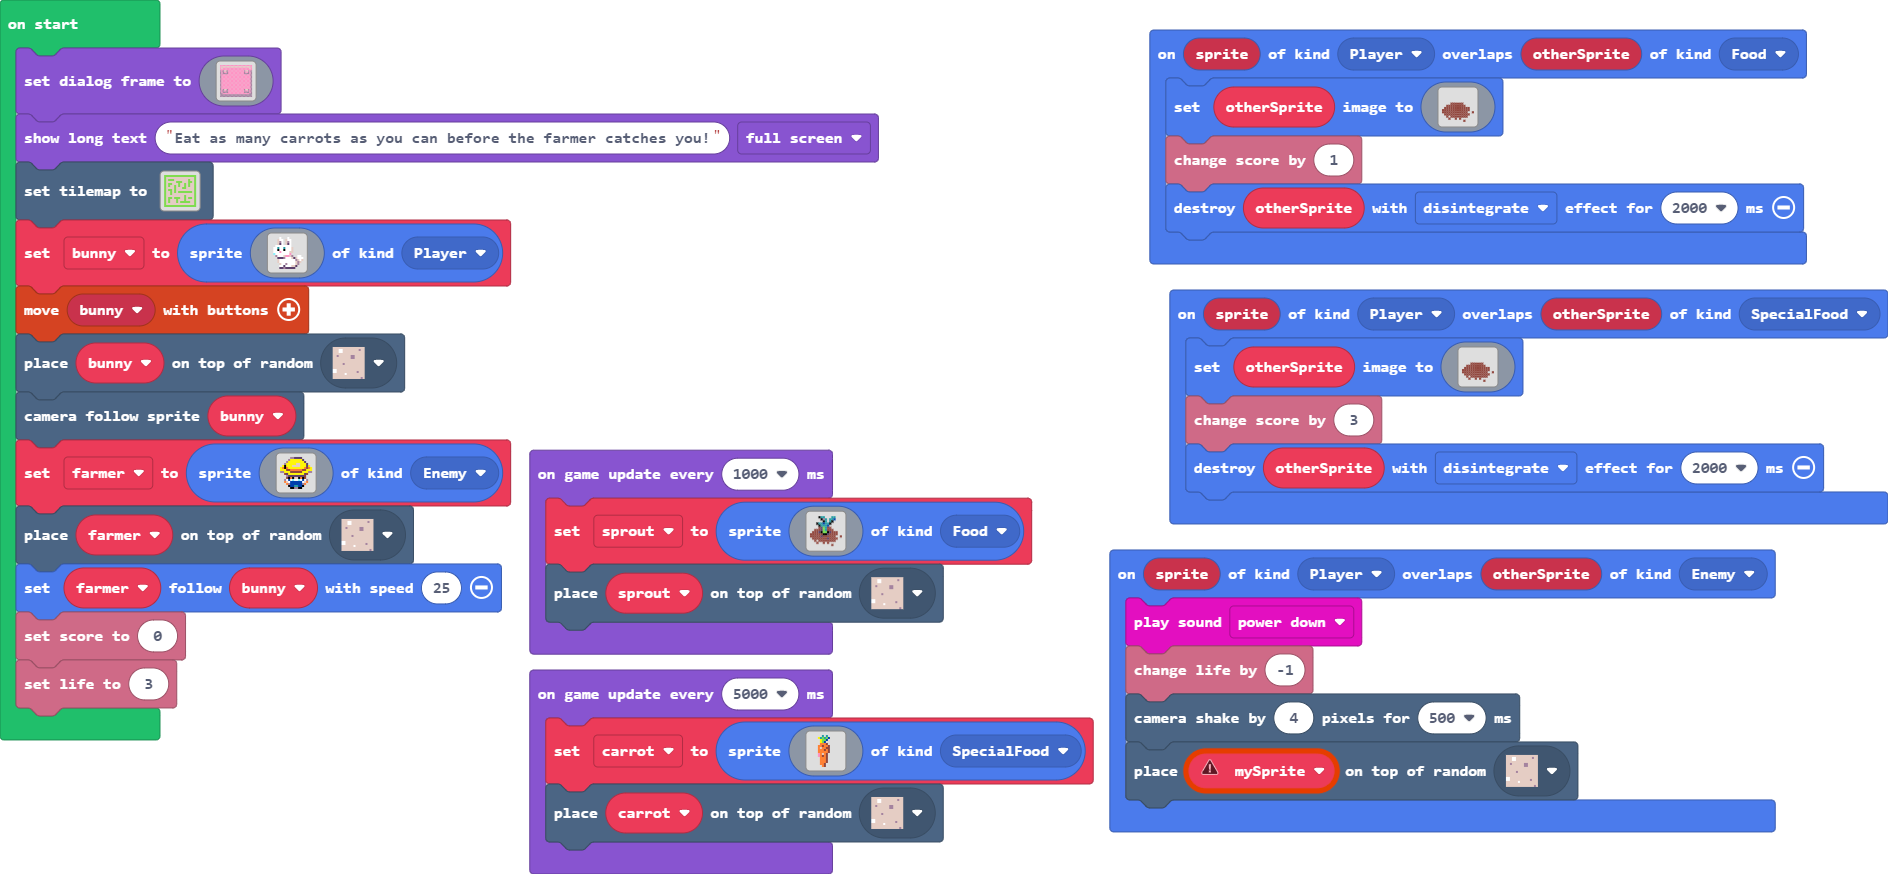 on start
set dialog frame to
show long text "Eat as many carrots as you can before the farmer catches you!" full screen
set tilemap to
set bunny to sprite of kind Player
move bunny with buttons
place bunny on top of random
camera follow sprite bunny
set farmer to sprite of kind Enemy
place farmer on top of random
set farmer follow bunny with speed 25
set score to 0
set life to 3
on game update every 1000 ms
set sprout to sprite of kind Food
place sprout on top of random
on game update every 5000 ms
set carrot to sprite of kind SpecialFood
place carrot on top of random
on sprite of kind Player overlaps otherSprite of kind Food
set otherSprite image to
change score by 1
destroy otherSprite with disintegrate effect for 2000 ms
on sprite of kind Player overlaps otherSprite of kind SpecialFood
set otherSprite image to
change score by 3
destroy otherSprite with disintegrate effect for 2000 ms
on sprite of kind Player overlaps otherSprite of kind Enemy
play sound power down
change life by -1
camera shake by 4 pixels for 500 ms
place mySprite on top of random